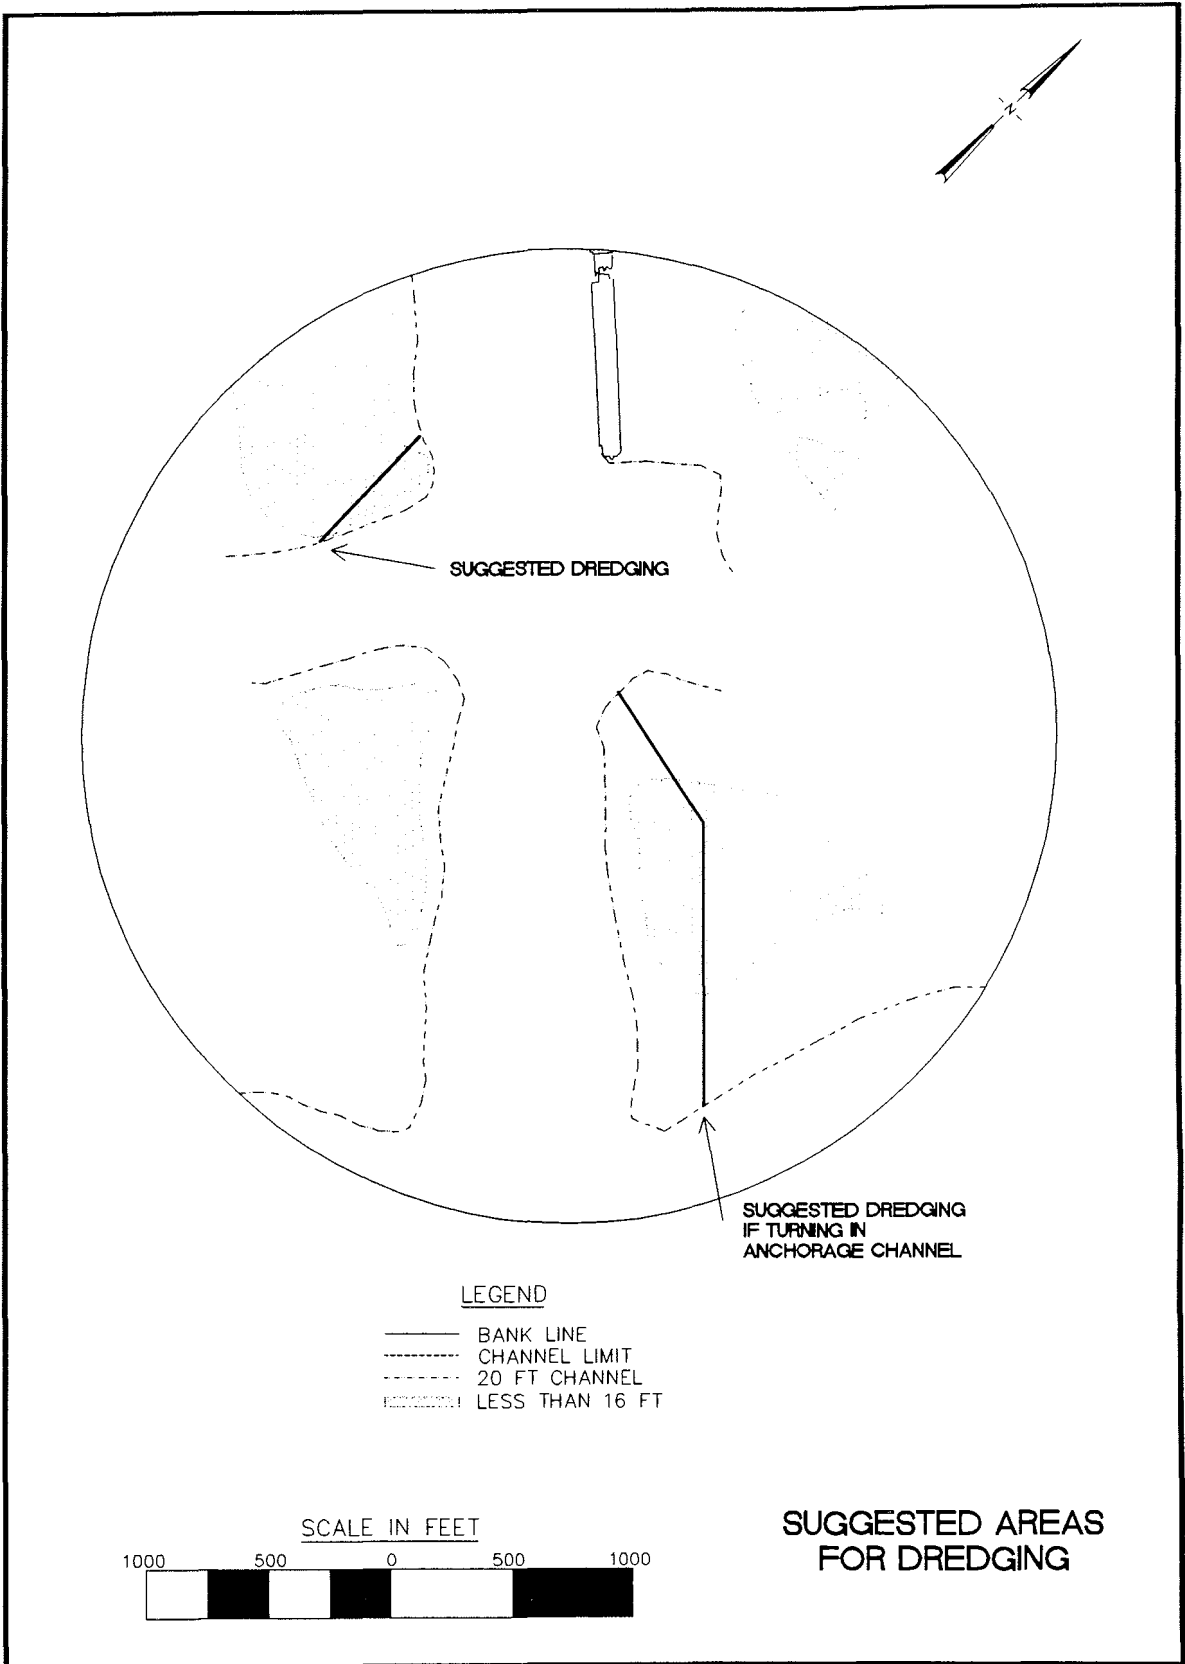 N
SUGGESTED DREDGING
SUGGESTED DREDGING
IF TURNING IN
ANCHORAGE CHANNEL
LEGEND
BANK LINE
CHANNEL LIMIT
20 FT CHANNEL
LESS THAN 16 FT
SCALE IN FEET
1000 500 0 500 1000
SUGGESTED AREAS
FOR DREDGING